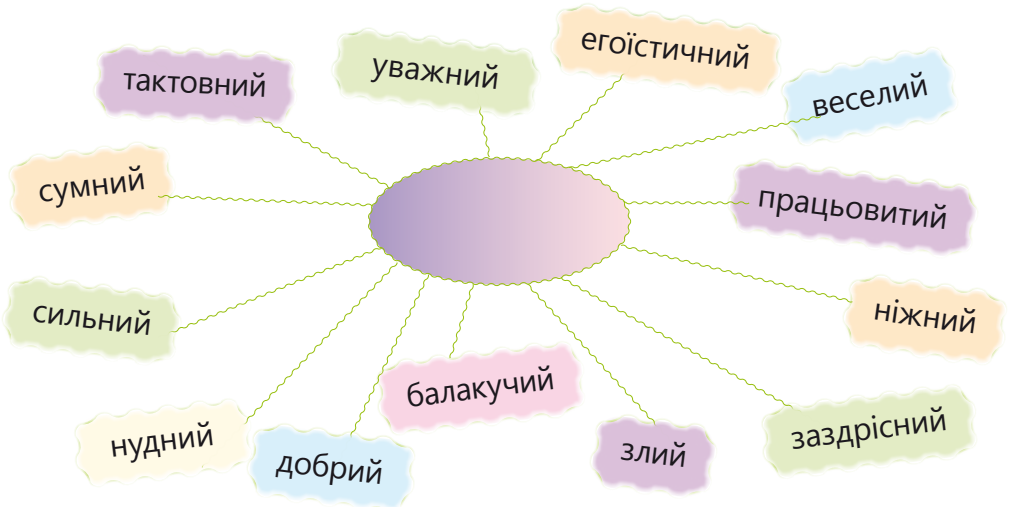 егоїстичний
уважний
тактовний
веселий
сумний
працьовитий
сильний
ніжний
балакучий
нудний
добрий
злий
заздрісний